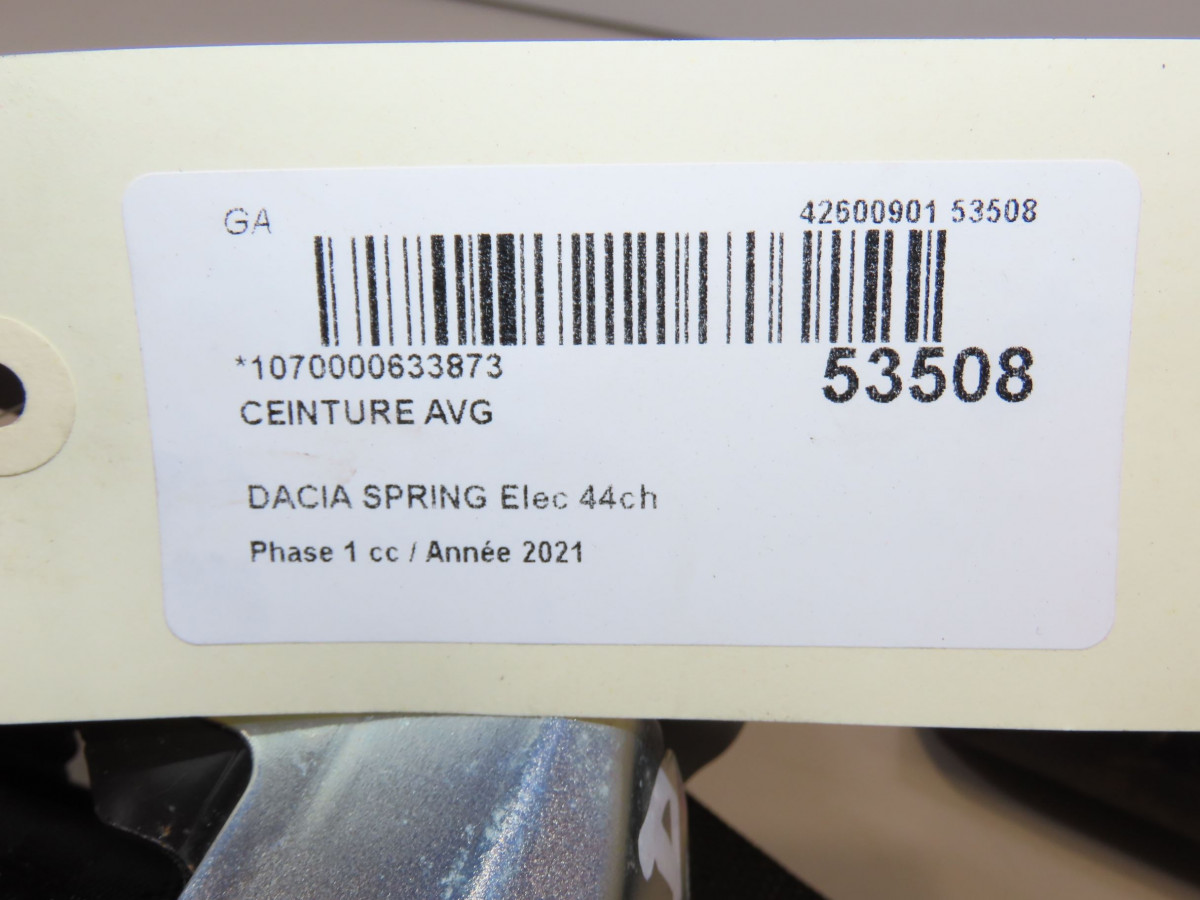 GA
42600901 53508
*1070000633873
53508
CEINTURE AVG
DACIA SPRING Elec 44ch
Phase 1 cc / Année 2021